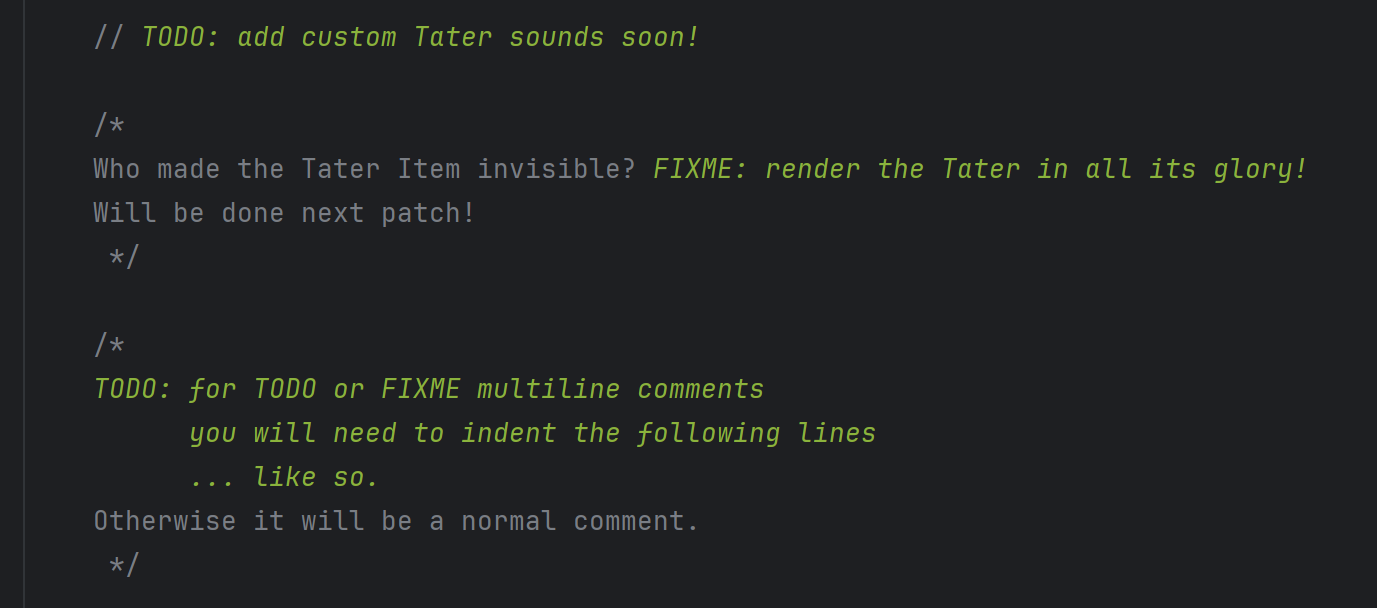 // TODO: add custom Tater sounds soon!
/*
Who made the Tater Item invisible? FIXME: render the Tater in all its glory!
Will be done next patch!
*/
/*
TODO: for TODO or FIXME multiline comments
you will need to indent the following lines
... like so.
Otherwise it will be a normal comment.
*/